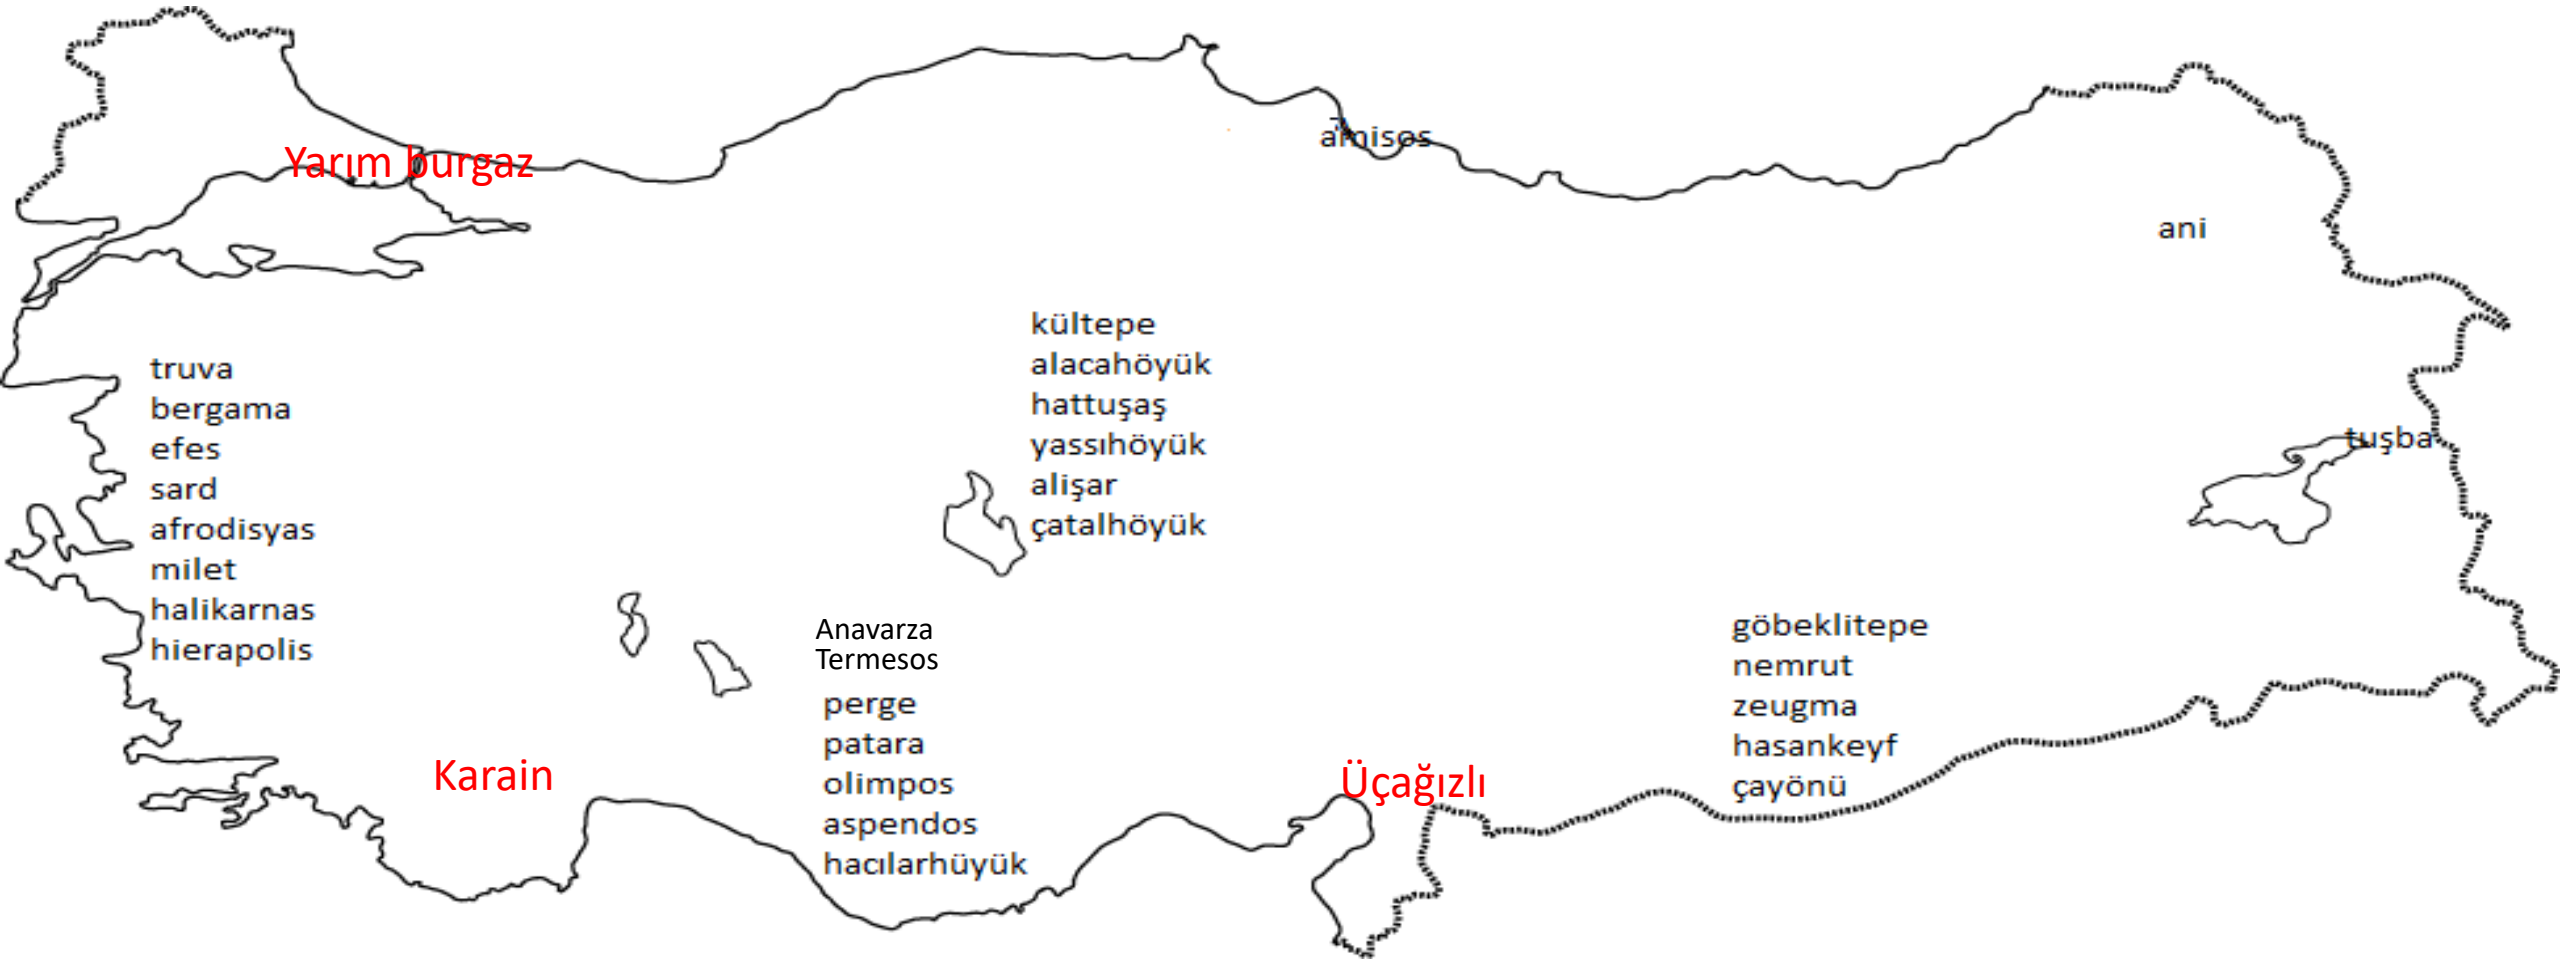 Yarım burgaz
amisos
ani
truva
bergama
efes
sard
afrodisyas
milet
halikarnas
hierapolis
kültepe
alacahöyük
hattuşaş
yassıhöyük
alişar
çatalhöyük
tuşba
Anavarza
Termesos
perge
patara
olimpos
aspendos
hacılarhüyük
Karain
Üçağızlı
göbeklitepe
nemrut
zeugma
hasankeyf
çayönü